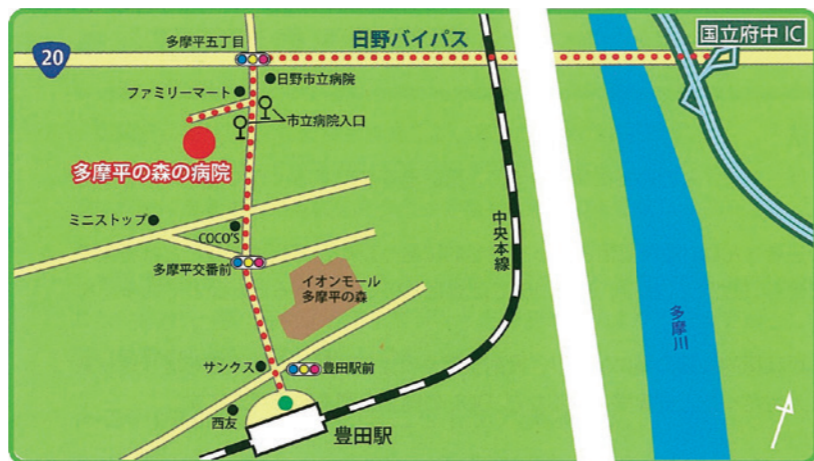 国立府中 IC
多摩平五丁目
日野バイパス
20
日野市立病院
ファミリーマート
市立病院入口
多摩平の森の病院
ミニストップ
COCO'S
中央本線
多摩平交番前
イオンモール
多摩平の森
多摩川
サンクス
豊田駅前
西友
豊田駅